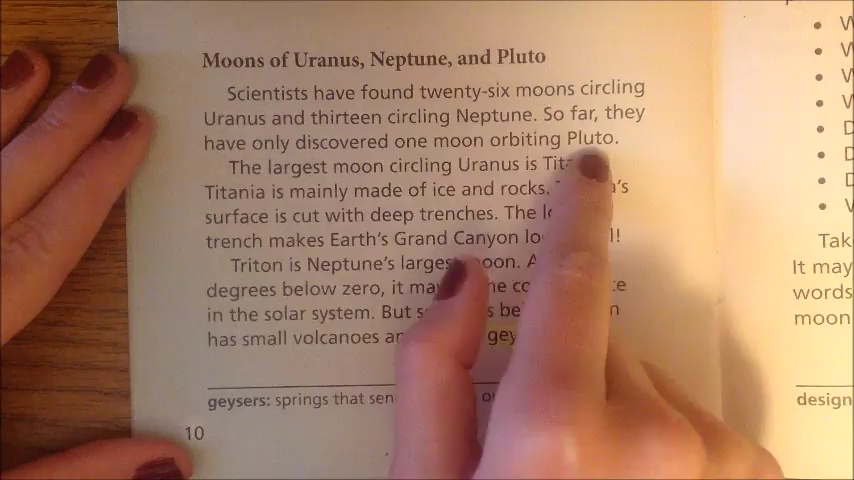 Moons of Uranus, Neptune, and Pluto
Scientists have found twenty-six moons circling
Uranus and thirteen circling Neptune. So far, they
have only discovered one moon orbiting Pluto.
The largest moon circling Uranus is
Titania is mainly made of ice and rocks.
surface is cut with deep trenches. The
trench makes Earth's Grand Canyon
Triton is Neptune's largest moon.
degrees below zero, it may
in the solar system. But
has small volcanoes
geysers: springs that
10
Tak
It may
words
moon
design